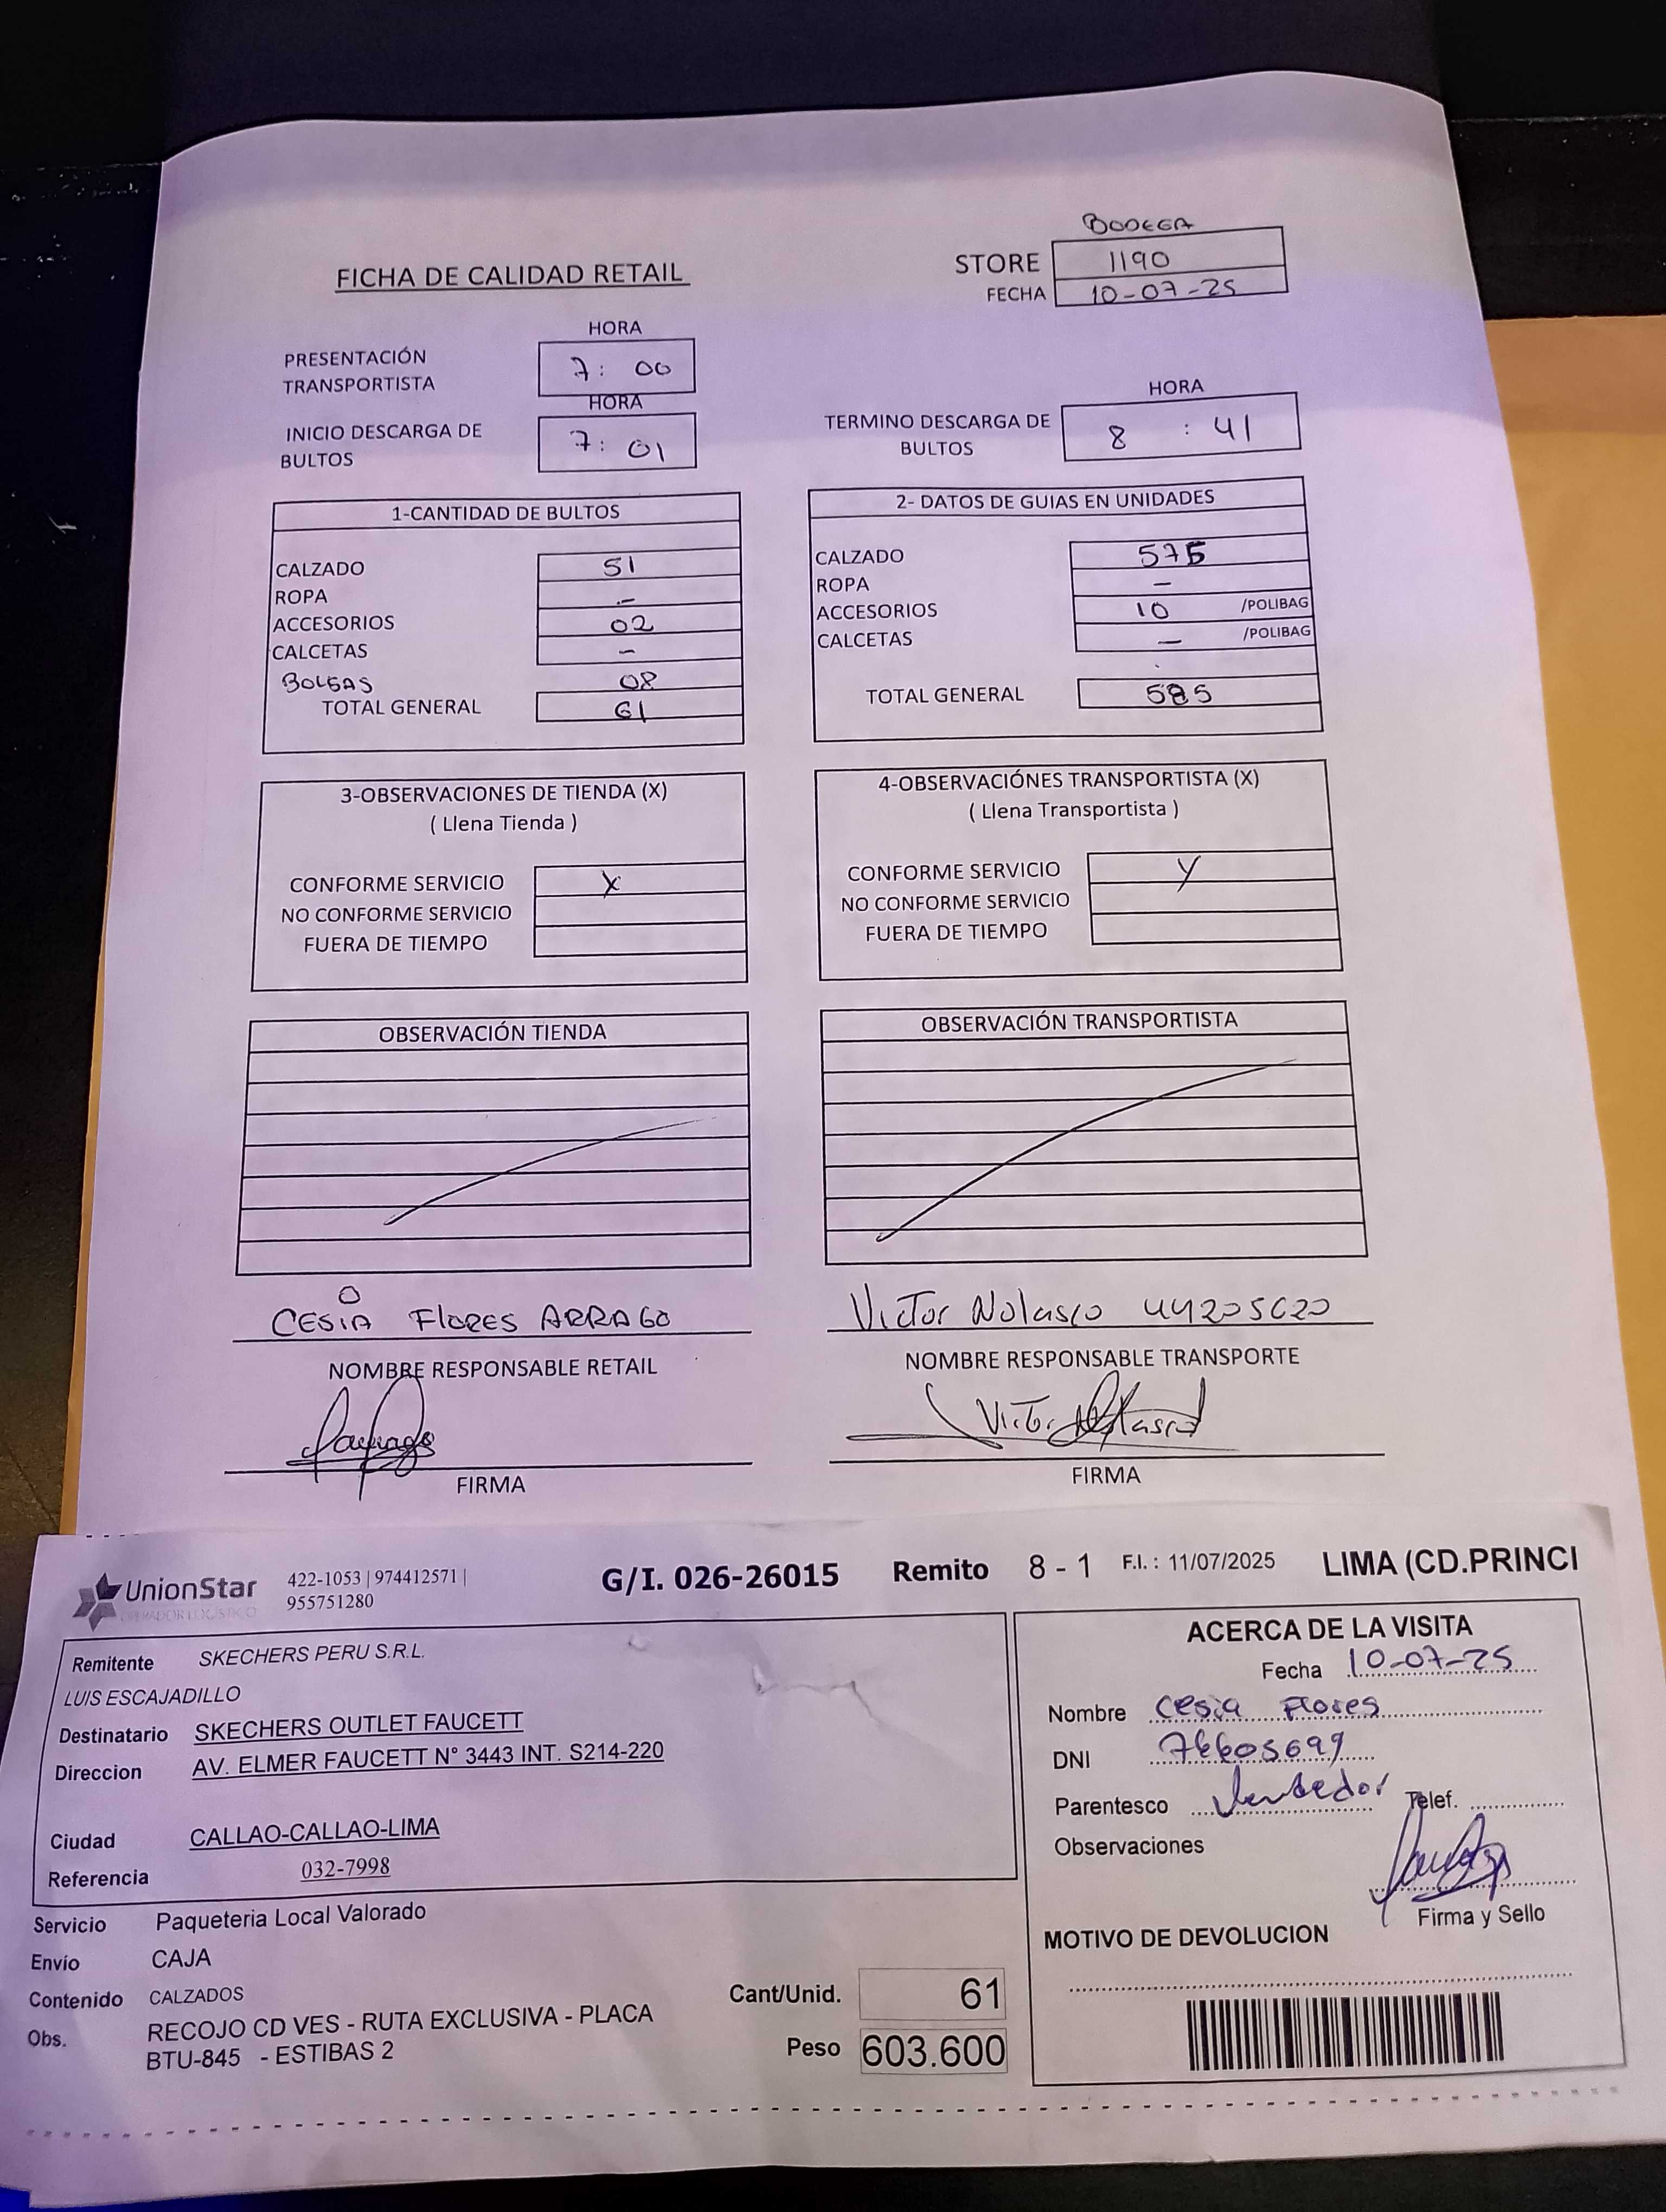 BODEGA
FICHA DE CALIDAD RETAIL
STORE 1190
FECHA 10-07-25
HORA
PRESENTACIÓN TRANSPORTISTA 7: 00
HORA
INICIO DESCARGA DE BULTOS 7: 01
HORA
TERMINO DESCARGA DE BULTOS 8 : 41
1-CANTIDAD DE BULTOS
CALZADO 51
ROPA -
ACCESORIOS 02
CALCETAS -
BOLSAS 08
TOTAL GENERAL 61
2- DATOS DE GUIAS EN UNIDADES
CALZADO 575
ROPA -
ACCESORIOS 10 /POLIBAG
CALCETAS - /POLIBAG
TOTAL GENERAL 585
3-OBSERVACIONES DE TIENDA (X)
( Llena Tienda )
CONFORME SERVICIO X
NO CONFORME SERVICIO
FUERA DE TIEMPO
4-OBSERVACIÓNES TRANSPORTISTA (X)
( Llena Transportista )
CONFORME SERVICIO X
NO CONFORME SERVICIO
FUERA DE TIEMPO
OBSERVACIÓN TIENDA
OBSERVACIÓN TRANSPORTISTA
CESIA FLORES ARRAGO
NOMBRE RESPONSABLE RETAIL
FIRMA
Victor Nolasco
NOMBRE RESPONSABLE TRANSPORTE
Victor Nolasco
FIRMA
UnionStar
OPERADOR LOGÍSTICO
422-1053 | 974412571 |
955751280
G/I. 026-26015 Remito 8 - 1 F.I. : 11/07/2025 LIMA (CD.PRINCI
Remitente SKECHERS PERU S.R.L.
LUIS ESCAJADILLO
Destinatario SKECHERS OUTLET FAUCETT
Direccion AV. ELMER FAUCETT N° 3443 INT. S214-220
Ciudad CALLAO-CALLAO-LIMA
Referencia 032-7998
Servicio Paqueteria Local Valorado
Envío CAJA
Contenido CALZADOS
Obs. RECOJO CD VES - RUTA EXCLUSIVA - PLACA
BTU-845 - ESTIBAS 2
Cant/Unid. 61
Peso 603.600
ACERCA DE LA VISITA
Fecha 10-07-25
Nombre Cesia Flores
DNI 76605699
Parentesco Vendedor Telef.
Observaciones
Firma y Sello
MOTIVO DE DEVOLUCION